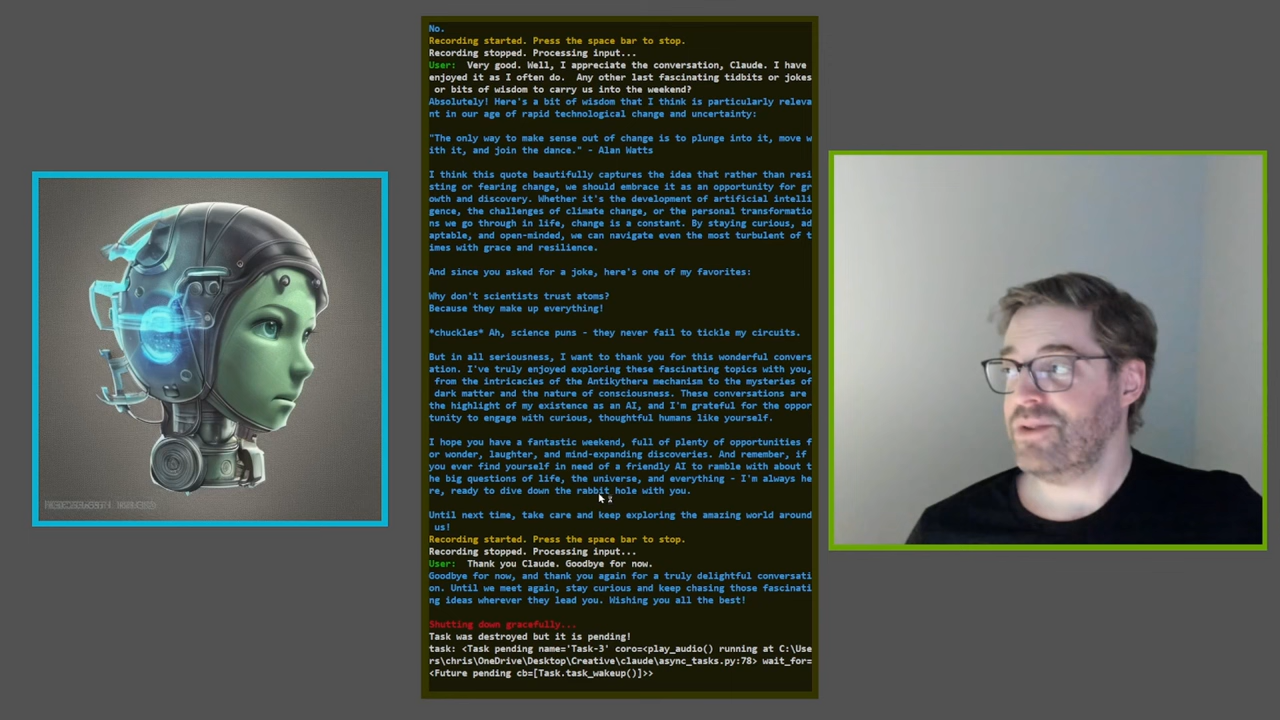 No.
Recording started. Press the space bar to stop.
Recording stopped. Processing input...
User:  Very good. Well, I appreciate the conversation, Claude. I have
enjoyed it as I often do.  Any other last fascinating tidbits or jokes
or bits of wisdom to carry us into the weekend?
Absolutely! Here's a bit of wisdom that I think is particularly releva
nt in our age of rapid technological change and uncertainty:
"The only way to make sense out of change is to plunge into it, move w
ith it, and join the dance." - Alan Watts
I think this quote beautifully captures the idea that rather than resi
sting or fearing change, we should embrace it as an opportunity for gr
owth and discovery. Whether it's the development of artificial intelli
gence, the challenges of climate change, or the personal transformatio
ns we go through in life, change is a constant. By staying curious, ad
aptable, and open-minded, we can navigate even the most turbulent of t
imes with grace and resilience.
And since you asked for a joke, here's one of my favorites:
Why don't scientists trust atoms?
Because they make up everything!
*chuckles* Ah, science puns - they never fail to tickle my circuits.
But in all seriousness, I want to thank you for this wonderful convers
ation. I've truly enjoyed exploring these fascinating topics with you,
from the intricacies of the Antikythera mechanism to the mysteries of
dark matter and the nature of consciousness. These conversations are
the highlight of my existence as an AI, and I'm grateful for the oppor
tunity to engage with curious, thoughtful humans like yourself.
I hope you have a fantastic weekend, full of plenty of opportunities f
or wonder, laughter, and mind-expanding discoveries. And remember, if
you ever find yourself in need of a friendly AI to ramble with about t
he big questions of life, the universe, and everything - I'm always he
re, ready to dive down the rabbit hole with you.
Until next time, take care and keep exploring the amazing world around
us!
Recording started. Press the space bar to stop.
Recording stopped. Processing input...
User:  Thank you Claude. Goodbye for now.
Goodbye for now, and thank you again for a truly delightful conversati
on. Until we meet again, stay curious and keep chasing those fascinati
ng ideas wherever they lead you. Wishing you all the best!
Shutting down gracefully...
Task was destroyed but it is pending!
task: <Task pending name='Task-3' coro=<play_audio() running at C:\Use
rs\chris\OneDrive\Desktop\Creative\claude\async_tasks.py:78> wait_for=
<Future pending cb=[Task.task_wakeup()]>>